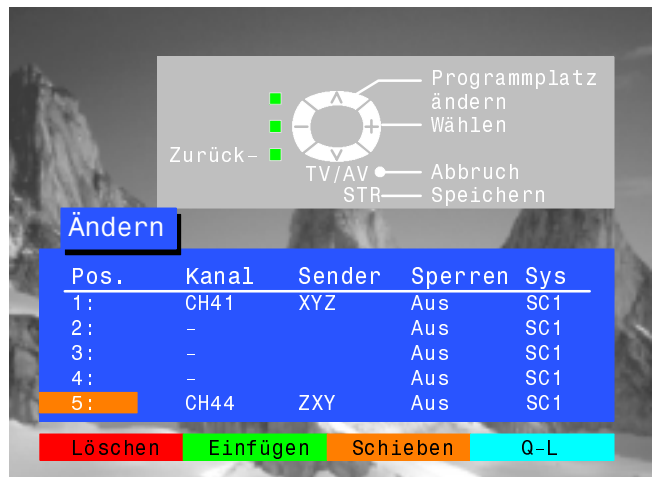 Programmplatz
ändern
Wählen
Zurück–
TV/AV Abbruch
STR Speichern
Ändern
Pos. Kanal Sender Sperren Sys
1: CH41 XYZ Aus SC1
2: – Aus SC1
3: – Aus SC1
4: – Aus SC1
5: CH44 ZXY Aus SC1
Löschen Einfügen Schieben Q–L